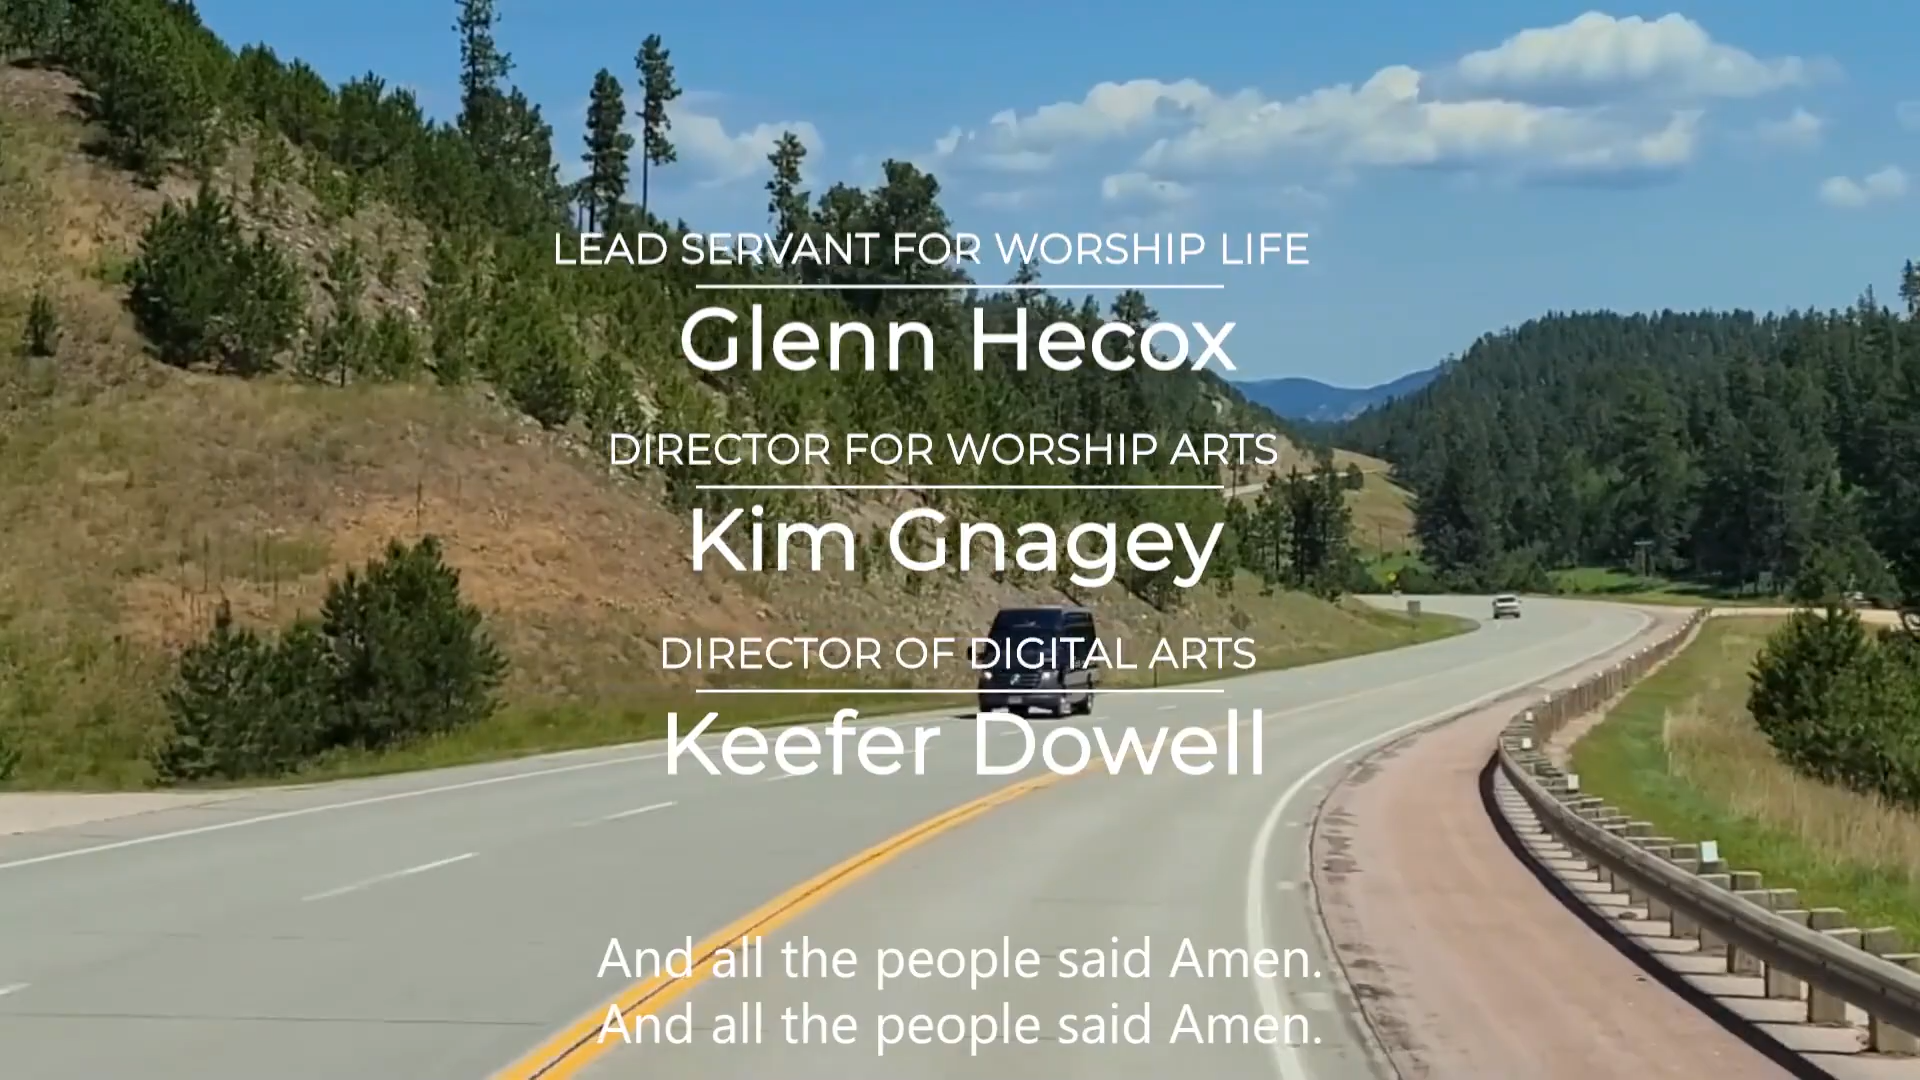 LEAD SERVANT FOR WORSHIP LIFE
Glenn Hecox
DIRECTOR FOR WORSHIP ARTS
Kim Gnagey
DIRECTOR OF DIGITAL ARTS
Keefer Dowell
And all the people said Amen.
And all the people said Amen.